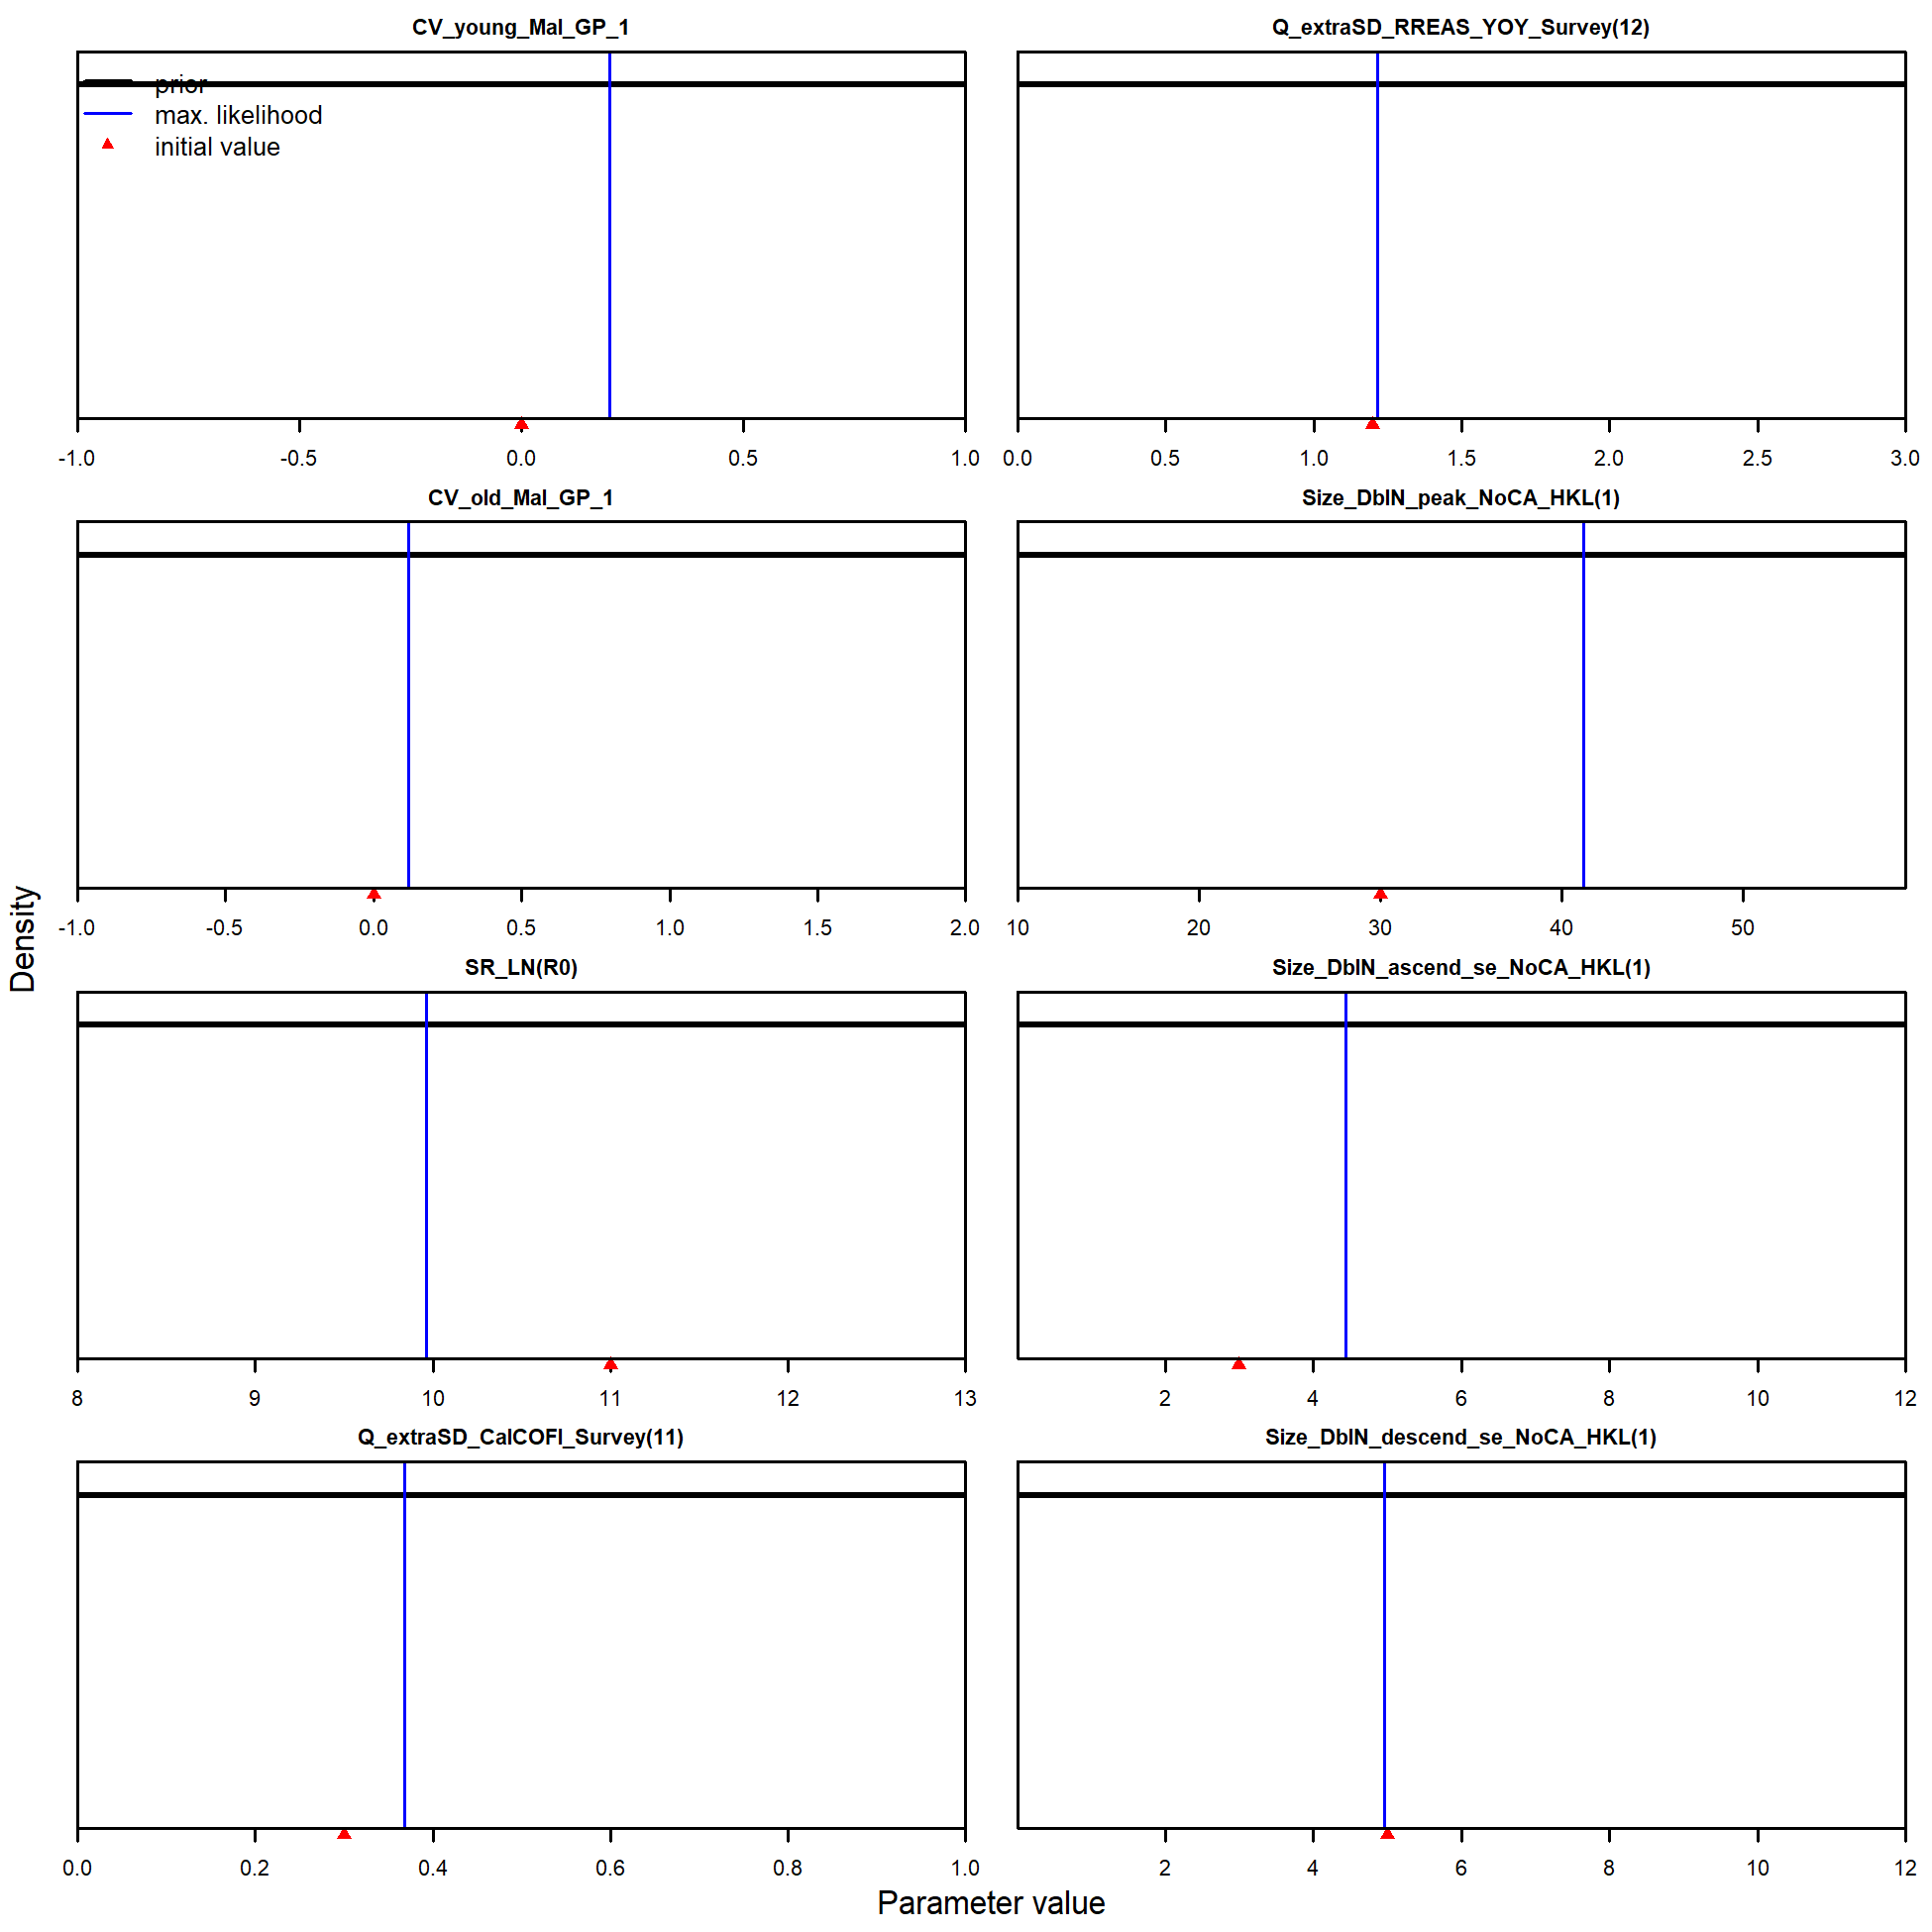 CV_young_Mal_GP_1
prior
max. likelihood
initial value
-1.0 -0.5 0.0 0.5 1.0
Q_extraSD_RREAS_YOY_Survey(12)
0.0 0.5 1.0 1.5 2.0 2.5 3.0
CV_old_Mal_GP_1
-1.0 -0.5 0.0 0.5 1.0 1.5 2.0
Size_DblN_peak_NoCA_HKL(1)
10 20 30 40 50
SR_LN(R0)
8 9 10 11 12 13
Size_DblN_ascend_se_NoCA_HKL(1)
2 4 6 8 10 12
Q_extraSD_CalCOFI_Survey(11)
0.0 0.2 0.4 0.6 0.8 1.0
Size_DblN_descend_se_NoCA_HKL(1)
2 4 6 8 10 12
Density
Parameter value